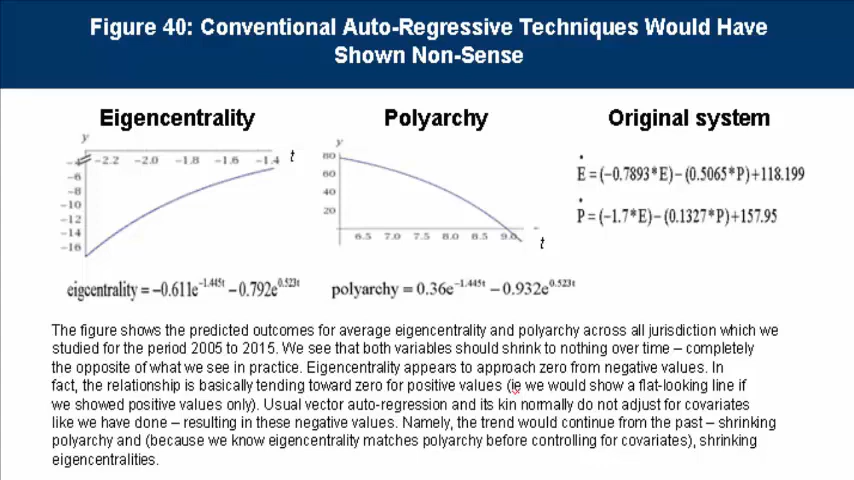 Figure 40: Conventional Auto-Regressive Techniques Would Have
Shown Non-Sense
Eigencentrality
Polyarchy
Original system
y
-4 -2.2 -2.0 -1.8 -1.6 -1.4 t
-6
-8
-10
-12
-14
-16
y
80
60
40
20
6.5 7.0 7.5 8.0 8.5 9.0
t
Ė = (-0.7893*E) - (0.5065*P) + 118.199
Ṗ = (-1.7*E) - (0.1327*P) + 157.95
eigcentrality = -0.611e^-1.445t - 0.792e^0.523t
polyarchy = 0.36e^-1.445t - 0.932e^0.523t
The figure shows the predicted outcomes for average eigencentrality and polyarchy across all jurisdiction which we
studied for the period 2005 to 2015. We see that both variables should shrink to nothing over time – completely
the opposite of what we see in practice. Eigencentrality appears to approach zero from negative values. In
fact, the relationship is basically tending toward zero for positive values (ie we would show a flat-looking line if
we showed positive values only). Usual vector auto-regression and its kin normally do not adjust for covariates
like we have done – resulting in these negative values. Namely, the trend would continue from the past – shrinking
polyarchy and (because we know eigencentrality matches polyarchy before controlling for covariates), shrinking
eigencentralities.